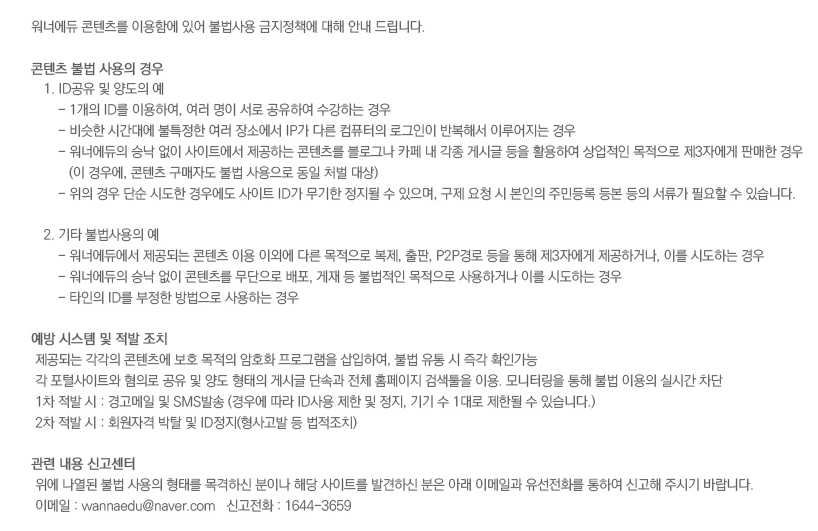 워너에듀 콘텐츠를 이용함에 있어 불법사용 금지정책에 대해 안내 드립니다.
콘텐츠 불법 사용의 경우
1. ID공유 및 양도의 예
- 1개의 ID를 이용하여, 여러 명이 서로 공유하여 수강하는 경우
- 비슷한 시간대에 불특정한 여러 장소에서 IP가 다른 컴퓨터의 로그인이 반복해서 이루어지는 경우
- 워너에듀의 승낙 없이 사이트에서 제공하는 콘텐츠를 블로그나 카페 내 각종 게시글 등을 활용하여 상업적인 목적으로 제3자에게 판매한 경우
(이 경우에, 콘텐츠 구매자도 불법 사용으로 동일 처벌 대상)
- 위의 경우 단순 시도한 경우에도 사이트 ID가 무기한 정지될 수 있으며, 구제 요청 시 본인의 주민등록 등본 등의 서류가 필요할 수 있습니다.
2. 기타 불법사용의 예
- 워너에듀에서 제공되는 콘텐츠 이용 이외에 다른 목적으로 복제, 출판, P2P경로 등을 통해 제3자에게 제공하거나, 이를 시도하는 경우
- 워너에듀의 승낙 없이 콘텐츠를 무단으로 배포, 게재 등 불법적인 목적으로 사용하거나 이를 시도하는 경우
- 타인의 ID를 부정한 방법으로 사용하는 경우
예방 시스템 및 적발 조치
제공되는 각각의 콘텐츠에 보호 목적의 암호화 프로그램을 삽입하여, 불법 유통 시 즉각 확인가능
각 포털사이트와 혐의로 공유 및 양도 형태의 게시글 단속과 전체 홈페이지 검색툴을 이용. 모니터링을 통해 불법 이용의 실시간 차단
1차 적발 시 : 경고메일 및 SMS발송 (경우에 따라 ID사용 제한 및 정지, 기기 수 1대로 제한될 수 있습니다.)
2차 적발 시 : 회원자격 박탈 및 ID정지(형사고발 등 법적조치)
관련 내용 신고센터
위에 나열된 불법 사용의 형태를 목격하신 분이나 해당 사이트를 발견하신 분은 아래 이메일과 유선전화를 통하여 신고해 주시기 바랍니다.
이메일 : wannaedu@naver.com 신고전화 : 1644-3659